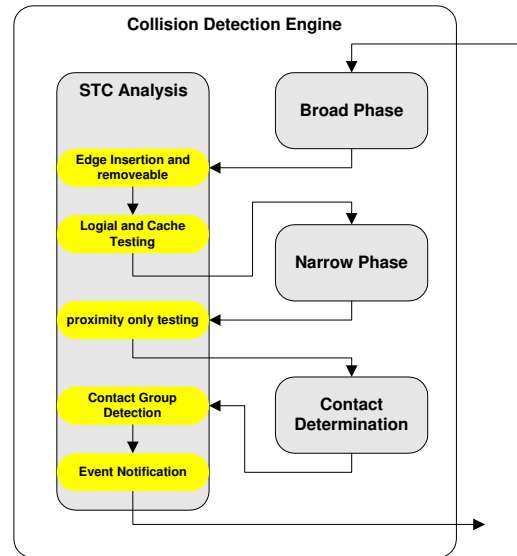 Collision Detection Engine
STC Analysis
Broad Phase
Edge Insertion and
removeable
Logial and Cache
Testing
Narrow Phase
proximity only testing
Contact Group
Detection
Contact
Determination
Event Notification